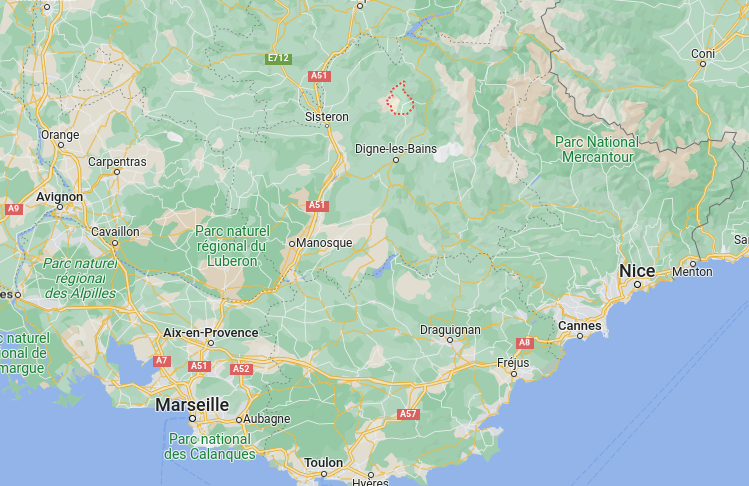 E712
Coni
A51
Sisteron
Orange
Digne-les-Bains
Parc National
Mercantour
Carpentras
Avignon
A9
A51
Cavaillon
Parc naturel
régional du
Luberon
Manosque
Sa
Parc naturel
régional
des Alpilles
Nice
Menton
es
Cannes
Aix-en-Provence
Draguignan
c naturel
ional de
margue
A8
A7
A51
A52
Fréjus
Marseille
A57
Aubagne
Parc national
des Calanques
Toulon
Hyères